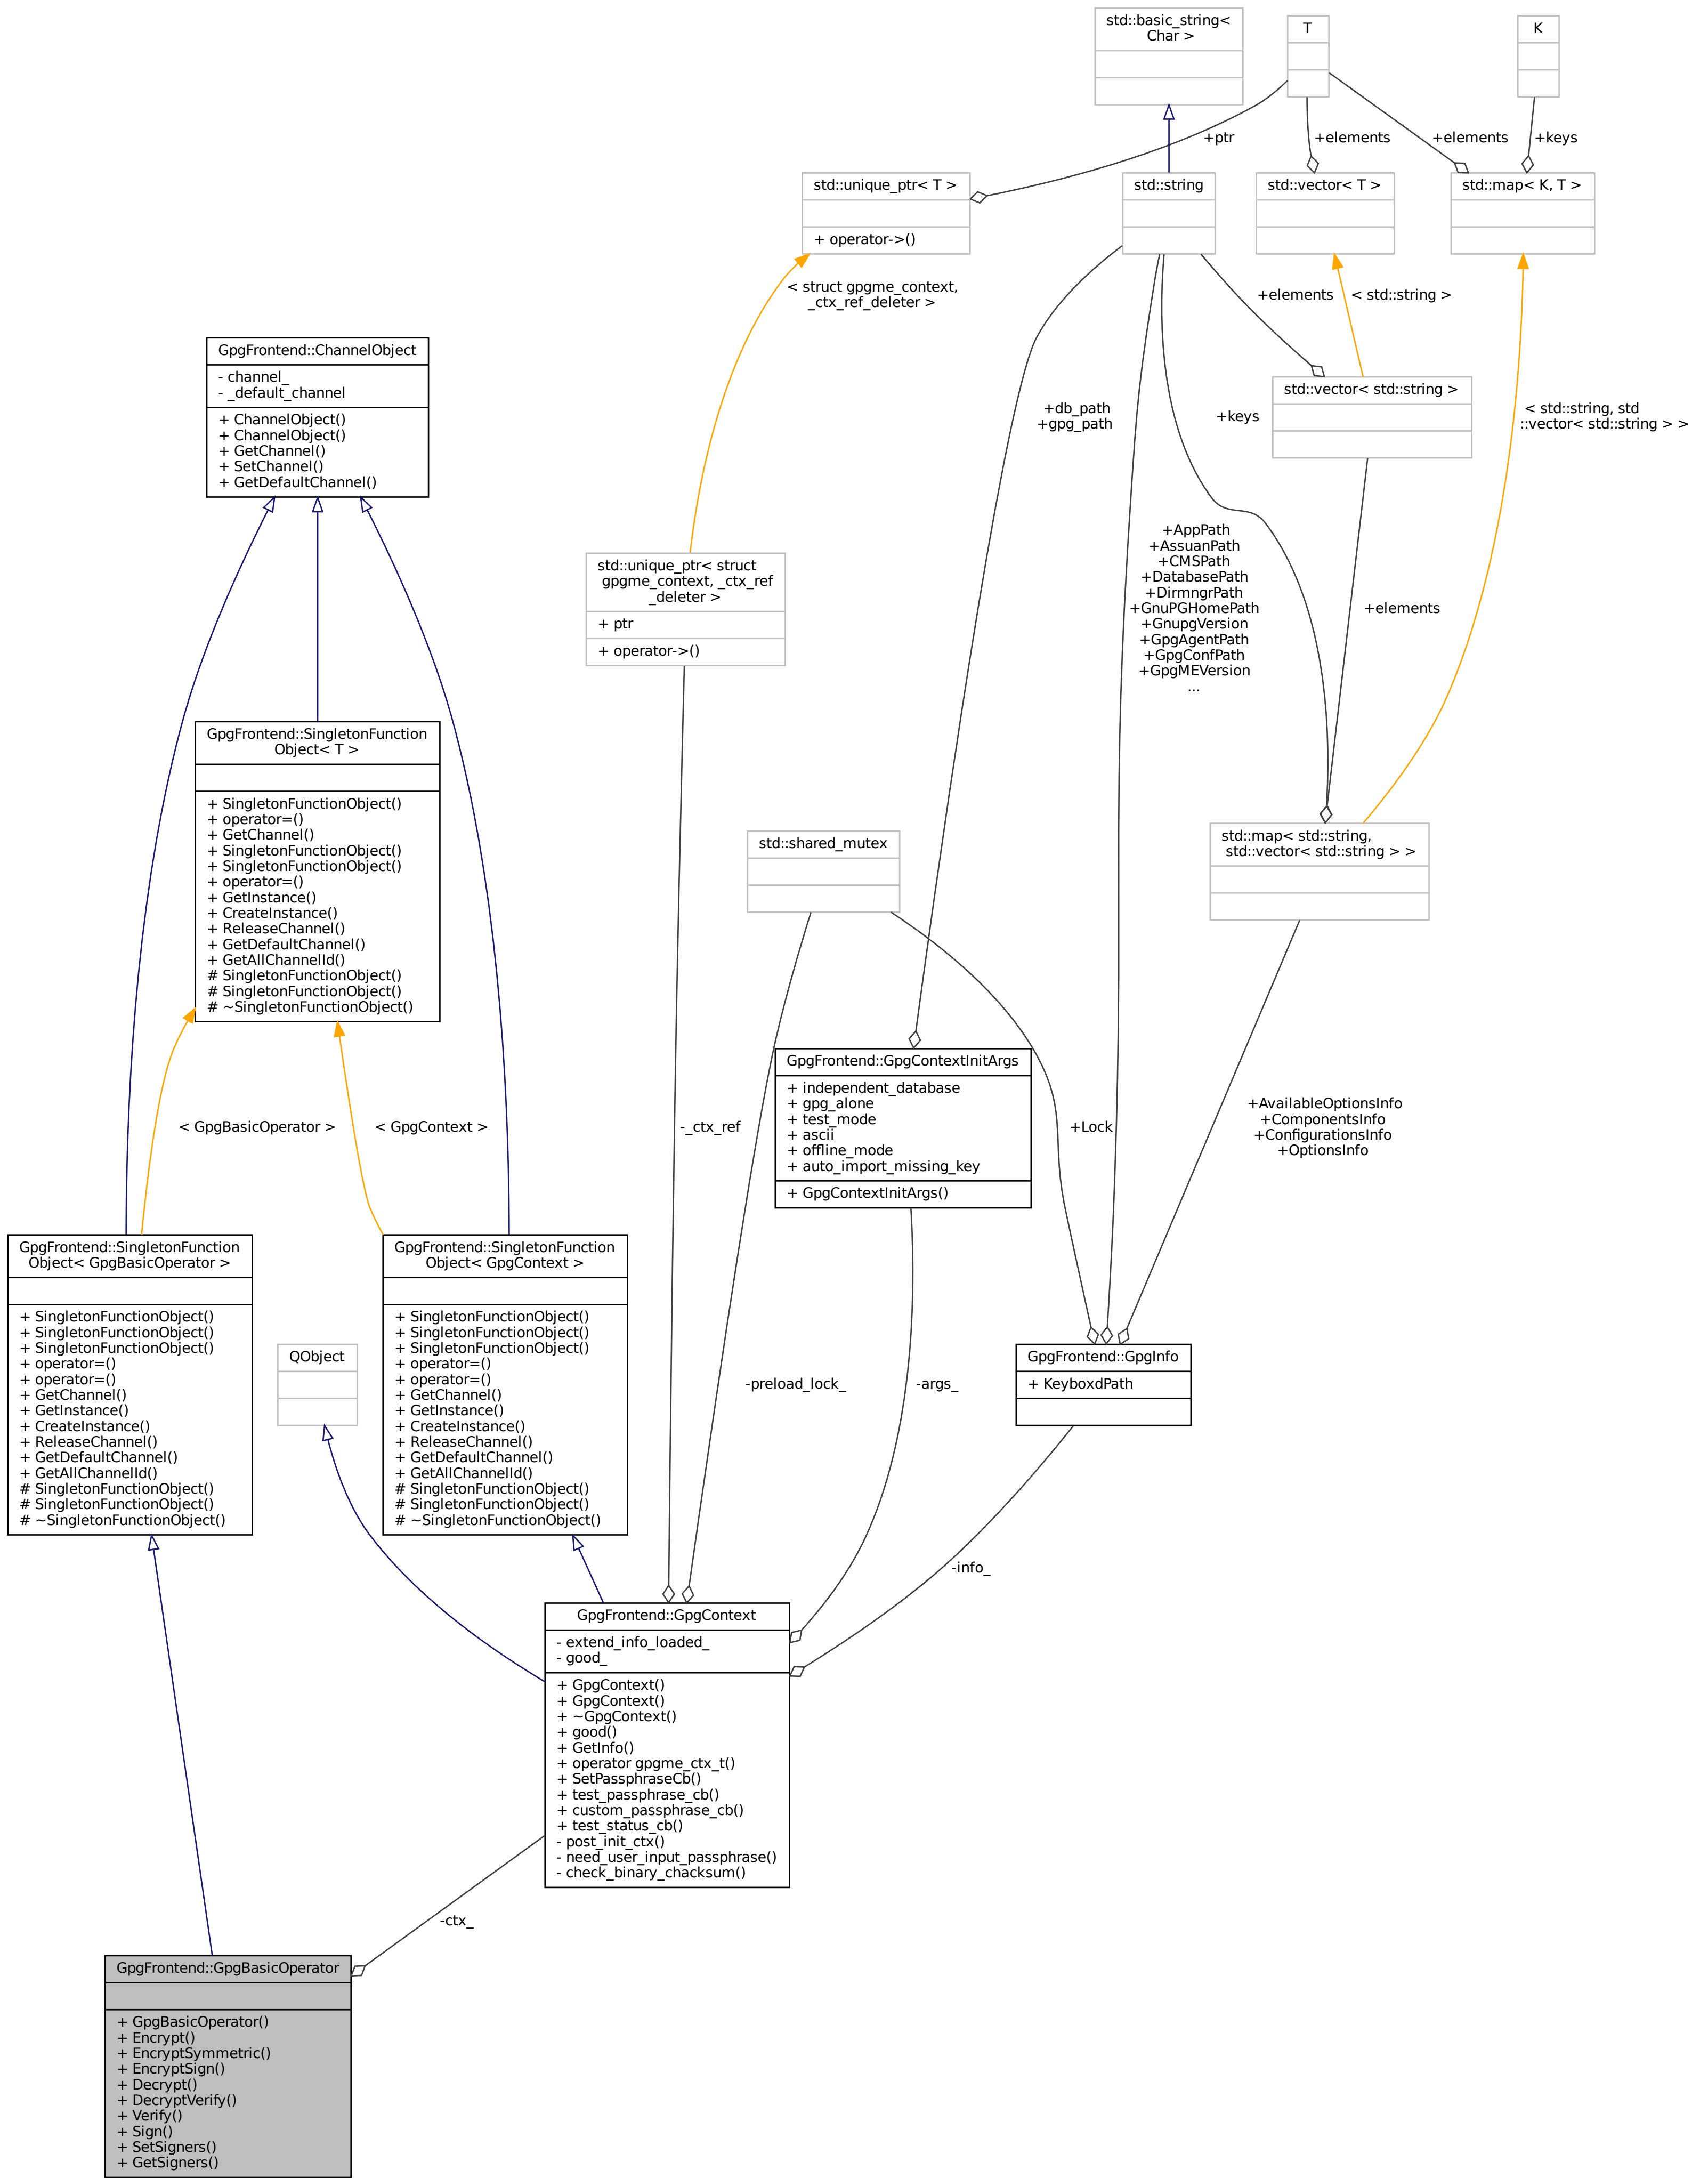 std::basic_string<
Char >
T
K
+ptr
+elements
+elements
+keys
std::unique_ptr< T >
+ operator->()
std::string
std::vector< T >
std::map< K, T >
< struct gpgme_context,
_ctx_ref_deleter >
+elements
< std::string >
GpgFrontend::ChannelObject
- channel_
- _default_channel
+ ChannelObject()
+ ChannelObject()
+ GetChannel()
+ SetChannel()
+ GetDefaultChannel()
std::vector< std::string >
+db_path
+gpg_path
+keys
< std::string, std
::vector< std::string > >
std::unique_ptr< struct
gpgme_context, _ctx_ref
_deleter >
+ ptr
+ operator->()
+AppPath
+AssuanPath
+CMSPath
+DatabasePath
+DirmngrPath
+GnuPGHomePath
+GnupgVersion
+GpgAgentPath
+GpgConfPath
+GpgMEVersion
...
+elements
GpgFrontend::SingletonFunction
Object< T >
+ SingletonFunctionObject()
+ operator=()
+ GetChannel()
+ SingletonFunctionObject()
+ SingletonFunctionObject()
+ operator=()
+ GetInstance()
+ CreateInstance()
+ ReleaseChannel()
+ GetDefaultChannel()
+ GetAllChannelId()
# SingletonFunctionObject()
# SingletonFunctionObject()
# ~SingletonFunctionObject()
std::shared_mutex
std::map< std::string,
std::vector< std::string > >
GpgFrontend::GpgContextInitArgs
+ independent_database
+ gpg_alone
+ test_mode
+ ascii
+ offline_mode
+ auto_import_missing_key
+ GpgContextInitArgs()
< GpgBasicOperator >
< GpgContext >
-_ctx_ref
+Lock
+AvailableOptionsInfo
+ComponentsInfo
+ConfigurationsInfo
+OptionsInfo
GpgFrontend::SingletonFunction
Object< GpgBasicOperator >
+ SingletonFunctionObject()
+ SingletonFunctionObject()
+ SingletonFunctionObject()
+ operator=()
+ operator=()
+ GetChannel()
+ GetInstance()
+ CreateInstance()
+ ReleaseChannel()
+ GetDefaultChannel()
+ GetAllChannelId()
# SingletonFunctionObject()
# SingletonFunctionObject()
# ~SingletonFunctionObject()
QObject
GpgFrontend::SingletonFunction
Object< GpgContext >
+ SingletonFunctionObject()
+ SingletonFunctionObject()
+ SingletonFunctionObject()
+ operator=()
+ operator=()
+ GetChannel()
+ GetInstance()
+ CreateInstance()
+ ReleaseChannel()
+ GetDefaultChannel()
+ GetAllChannelId()
# SingletonFunctionObject()
# SingletonFunctionObject()
# ~SingletonFunctionObject()
-preload_lock_
-args_
GpgFrontend::GpgInfo
+ KeyboxdPath
-info_
GpgFrontend::GpgContext
- extend_info_loaded_
- good_
+ GpgContext()
+ GpgContext()
+ ~GpgContext()
+ good()
+ GetInfo()
+ operator gpgme_ctx_t()
+ SetPassphraseCb()
+ test_passphrase_cb()
+ custom_passphrase_cb()
+ test_status_cb()
- post_init_ctx()
- need_user_input_passphrase()
- check_binary_chacksum()
-ctx_
GpgFrontend::GpgBasicOperator
+ GpgBasicOperator()
+ Encrypt()
+ EncryptSymmetric()
+ EncryptSign()
+ Decrypt()
+ DecryptVerify()
+ Verify()
+ Sign()
+ SetSigners()
+ GetSigners()